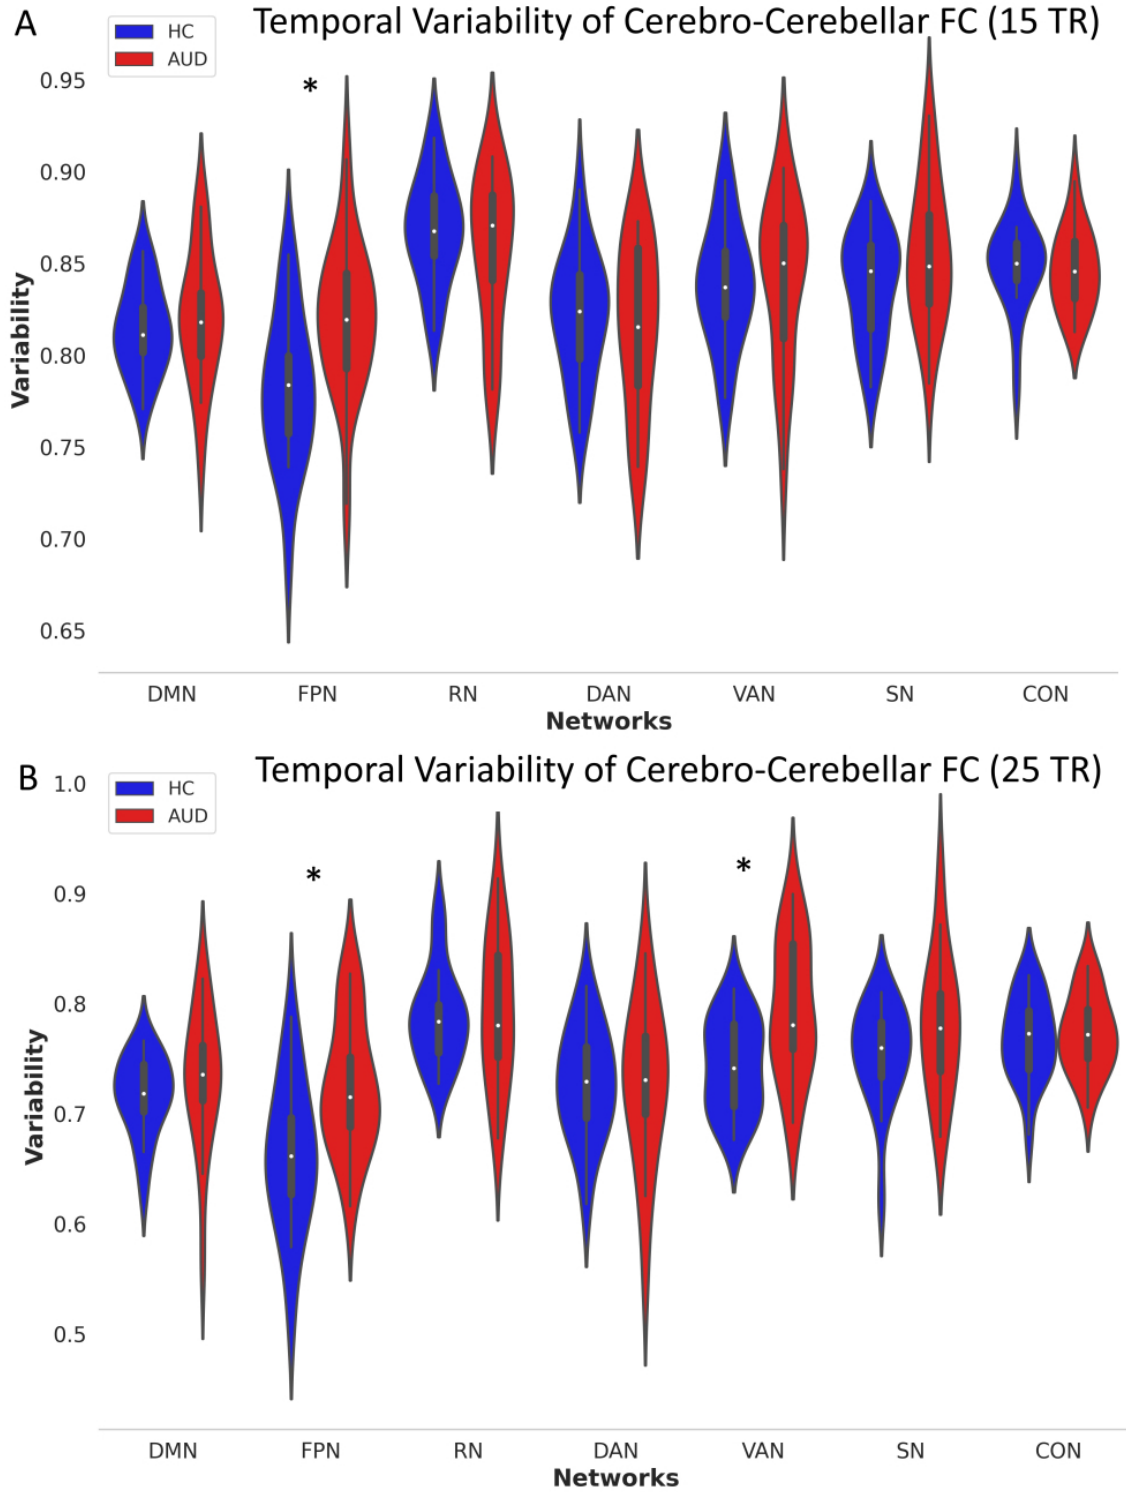 A
Temporal Variability of Cerebro-Cerebellar FC (15 TR)
HC
AUD
*
0.95
0.90
0.85
0.80
0.75
0.70
0.65
Variability
DMN FPN RN DAN VAN SN CON
Networks
B
Temporal Variability of Cerebro-Cerebellar FC (25 TR)
HC
AUD
* *
1.0
0.9
0.8
0.7
0.6
0.5
Variability
DMN FPN RN DAN VAN SN CON
Networks